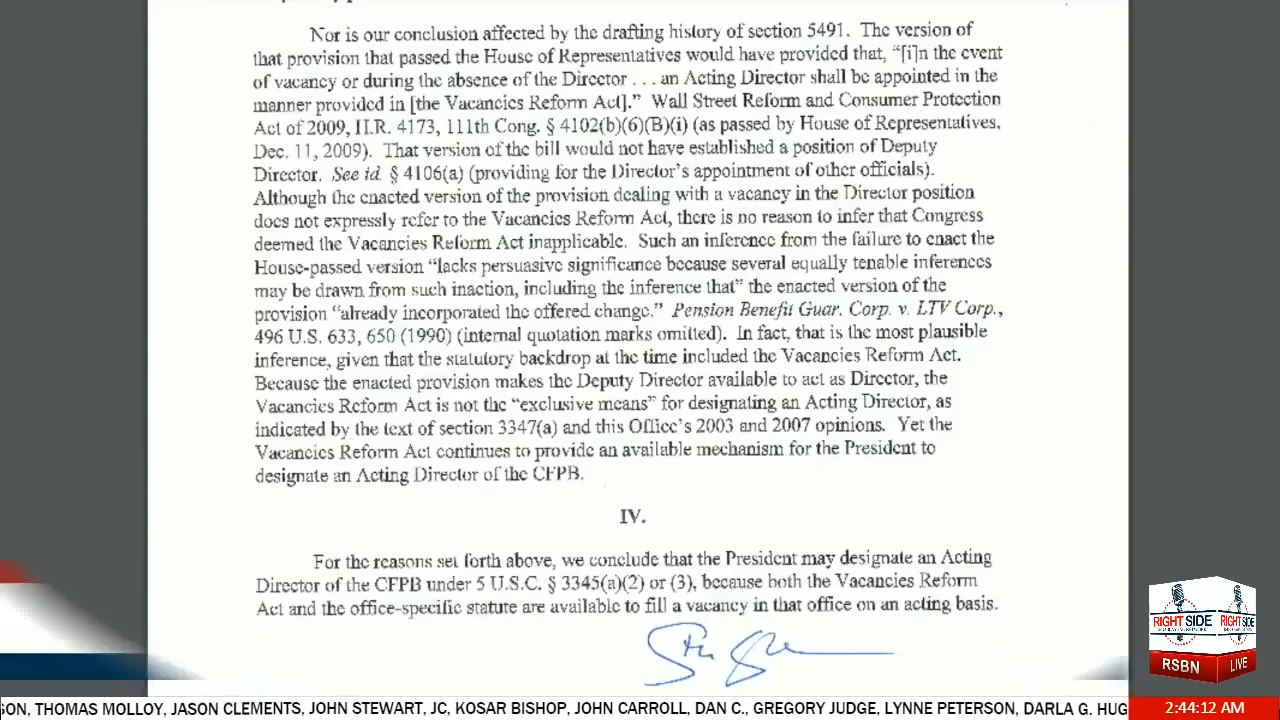 Nor is our conclusion affected by the drafting history of section 5491. The version of
that provision that passed the House of Representatives would have provided that, “[i]n the event
of vacancy or during the absence of the Director . . . an Acting Director shall be appointed in the
manner provided in [the Vacancies Reform Act].” Wall Street Reform and Consumer Protection
Act of 2009, H.R. 4173, 111th Cong. § 4102(b)(6)(B)(i) (as passed by House of Representatives,
Dec. 11, 2009). That version of the bill would not have established a position of Deputy
Director. See id. § 4106(a) (providing for the Director’s appointment of other officials).
Although the enacted version of the provision dealing with a vacancy in the Director position
does not expressly refer to the Vacancies Reform Act, there is no reason to infer that Congress
deemed the Vacancies Reform Act inapplicable. Such an inference from the failure to enact the
House-passed version “lacks persuasive significance because several equally tenable inferences
may be drawn from such inaction, including the inference that” the enacted version of the
provision “already incorporated the offered change.” Pension Benefit Guar. Corp. v. LTV Corp.,
496 U.S. 633, 650 (1990) (internal quotation marks omitted). In fact, that is the most plausible
inference, given that the statutory backdrop at the time included the Vacancies Reform Act.
Because the enacted provision makes the Deputy Director available to act as Director, the
Vacancies Reform Act is not the “exclusive means” for designating an Acting Director, as
indicated by the text of section 3347(a) and this Office’s 2003 and 2007 opinions. Yet the
Vacancies Reform Act continues to provide an available mechanism for the President to
designate an Acting Director of the CFPB.
IV.
For the reasons set forth above, we conclude that the President may designate an Acting
Director of the CFPB under 5 U.S.C. § 3345(a)(2) or (3), because both the Vacancies Reform
Act and the office-specific statute are available to fill a vacancy in that office on an acting basis.
RIGHT SIDE
RIGHT SIDE
RSBN
LIVE
SON, THOMAS MOLLOY, JASON CLEMENTS, JOHN STEWART, JC, KOSAR BISHOP, JOHN CARROLL, DAN C., GREGORY JUDGE, LYNNE PETERSON, DARLA G. HUG
2:44:12 AM